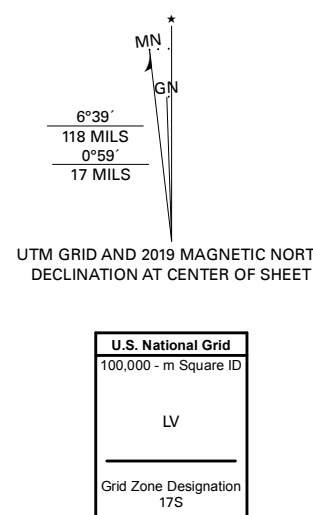 ★
MN
GN
6°39´
118 MILS
0°59´
17 MILS
UTM GRID AND 2019 MAGNETIC NORT
DECLINATION AT CENTER OF SHEET
U.S. National Grid
100,000 - m Square ID
LV
Grid Zone Designation
17S